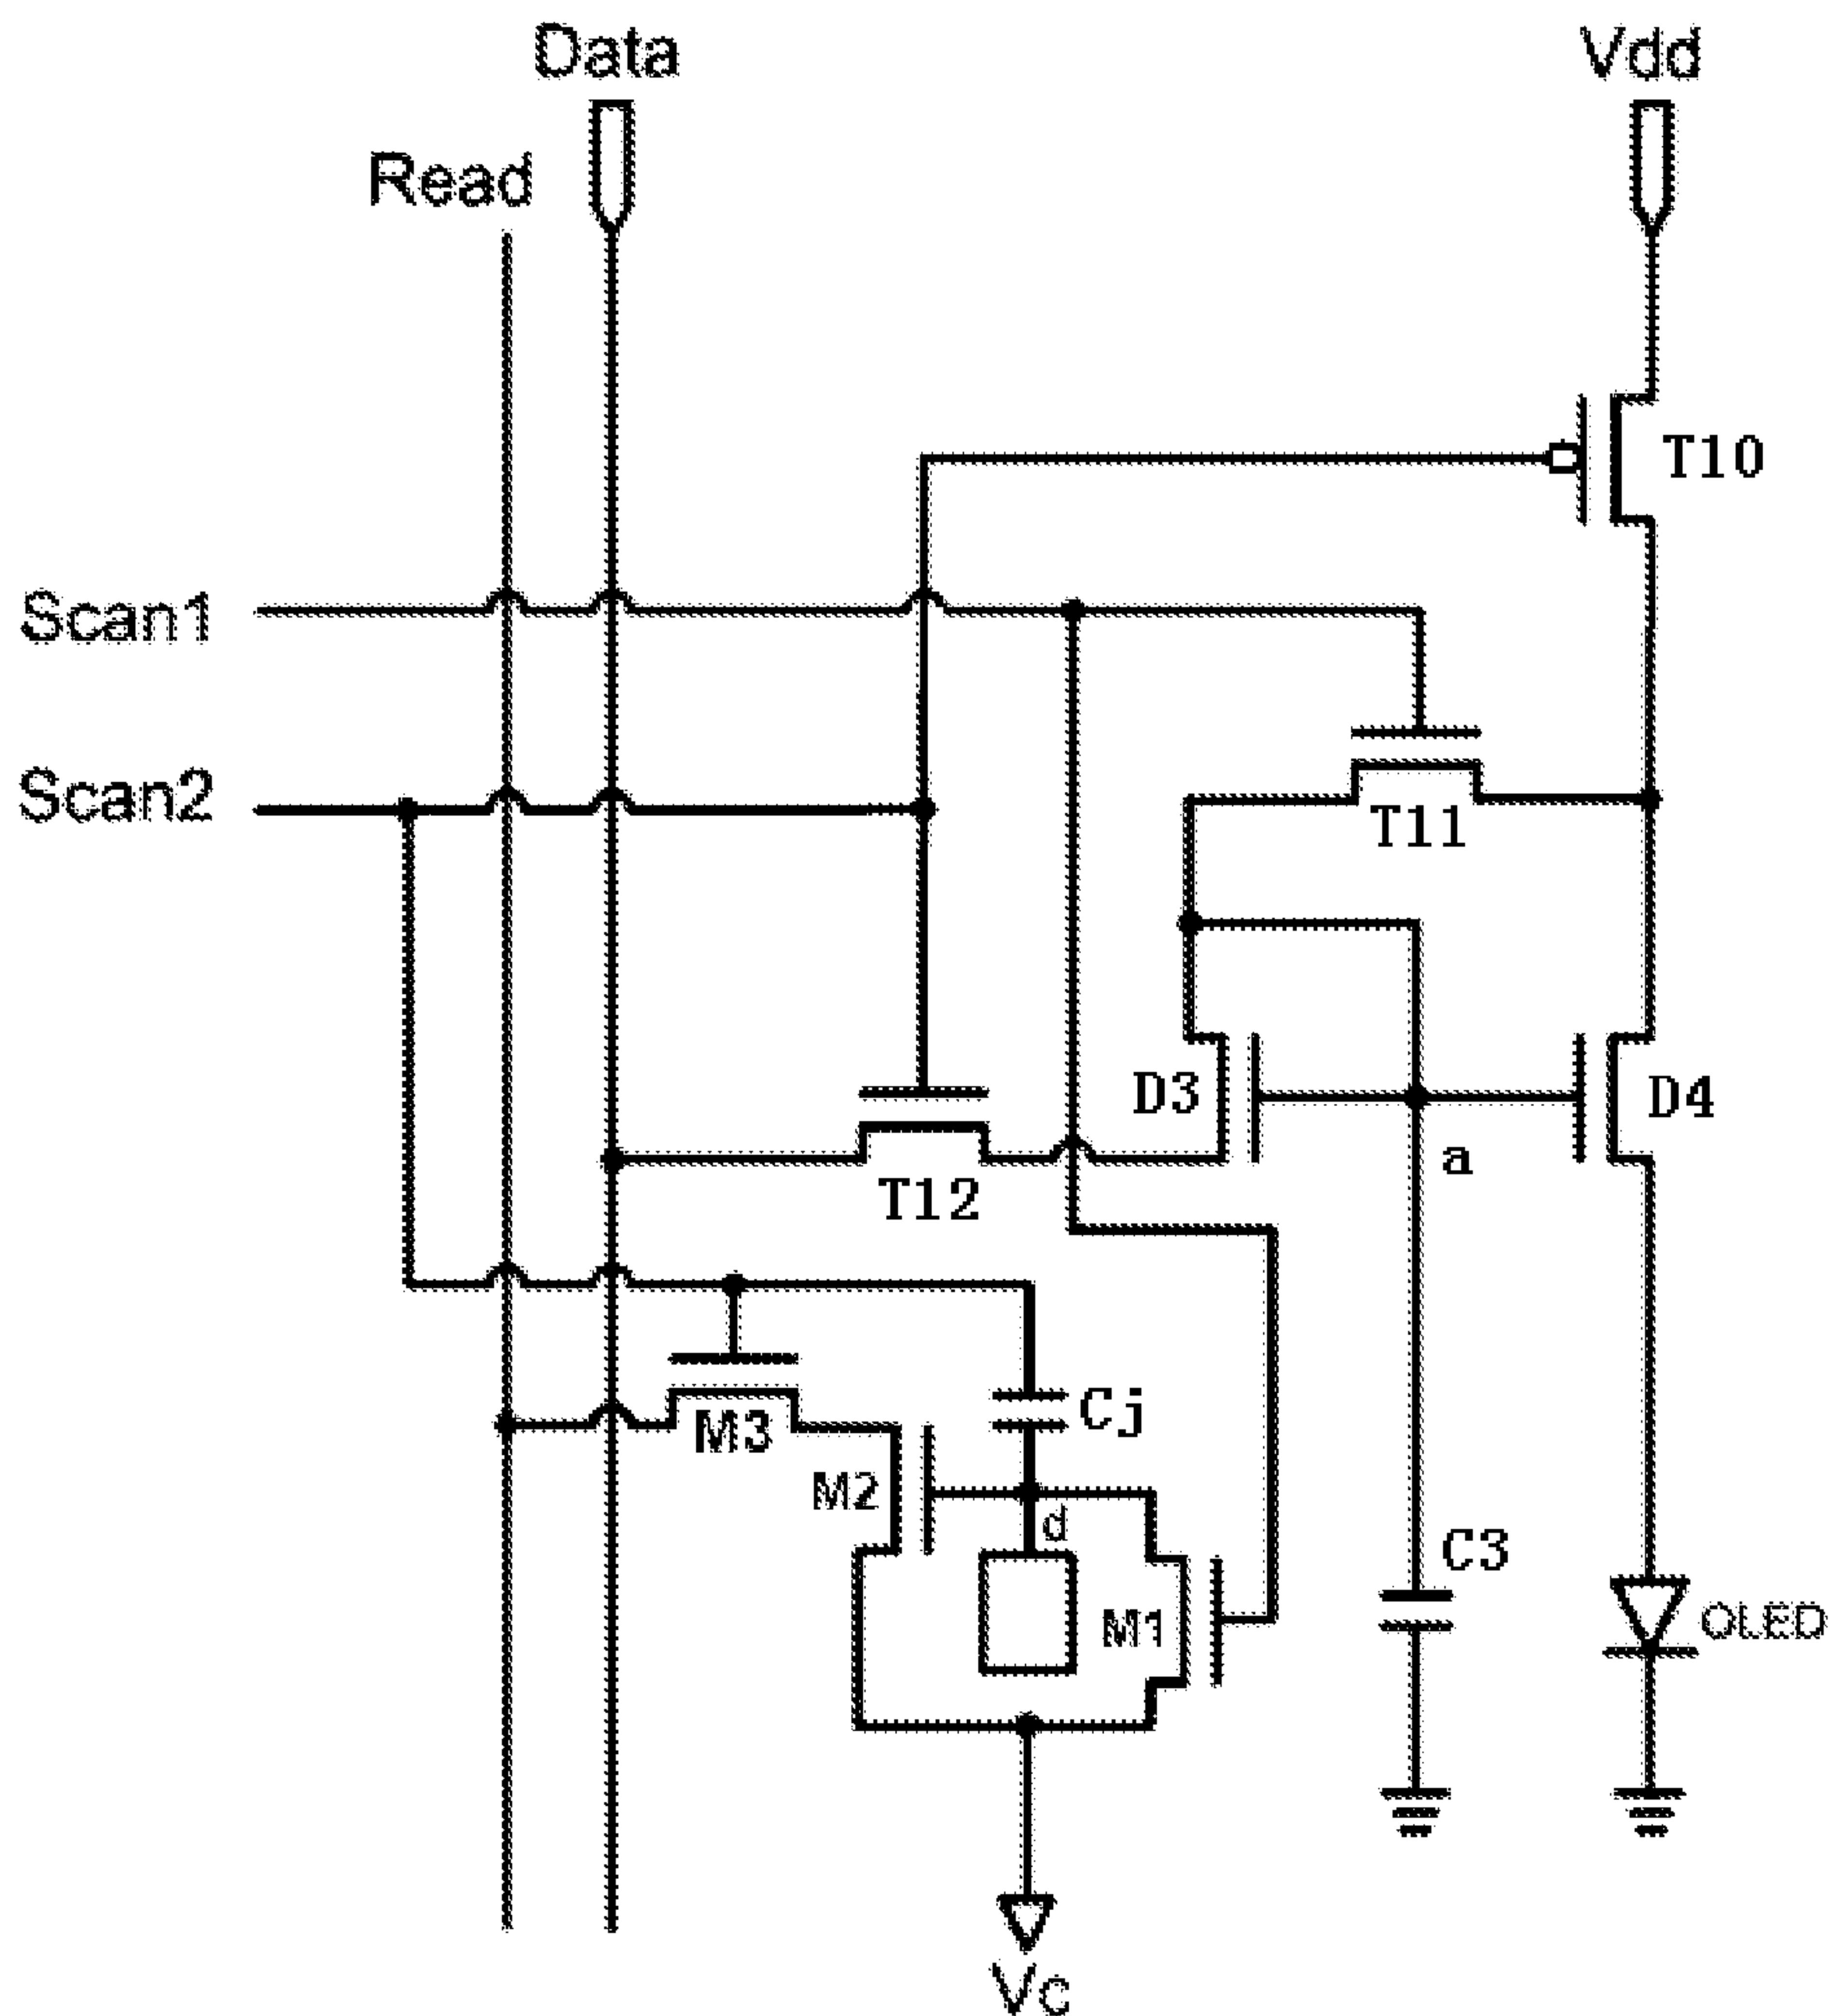 Data
Vdd
Read
T10
Scan1
Scan2
T11
D3
D4
a
T12
Cj
M3
M2
d
C3
M1
OLED
Vc